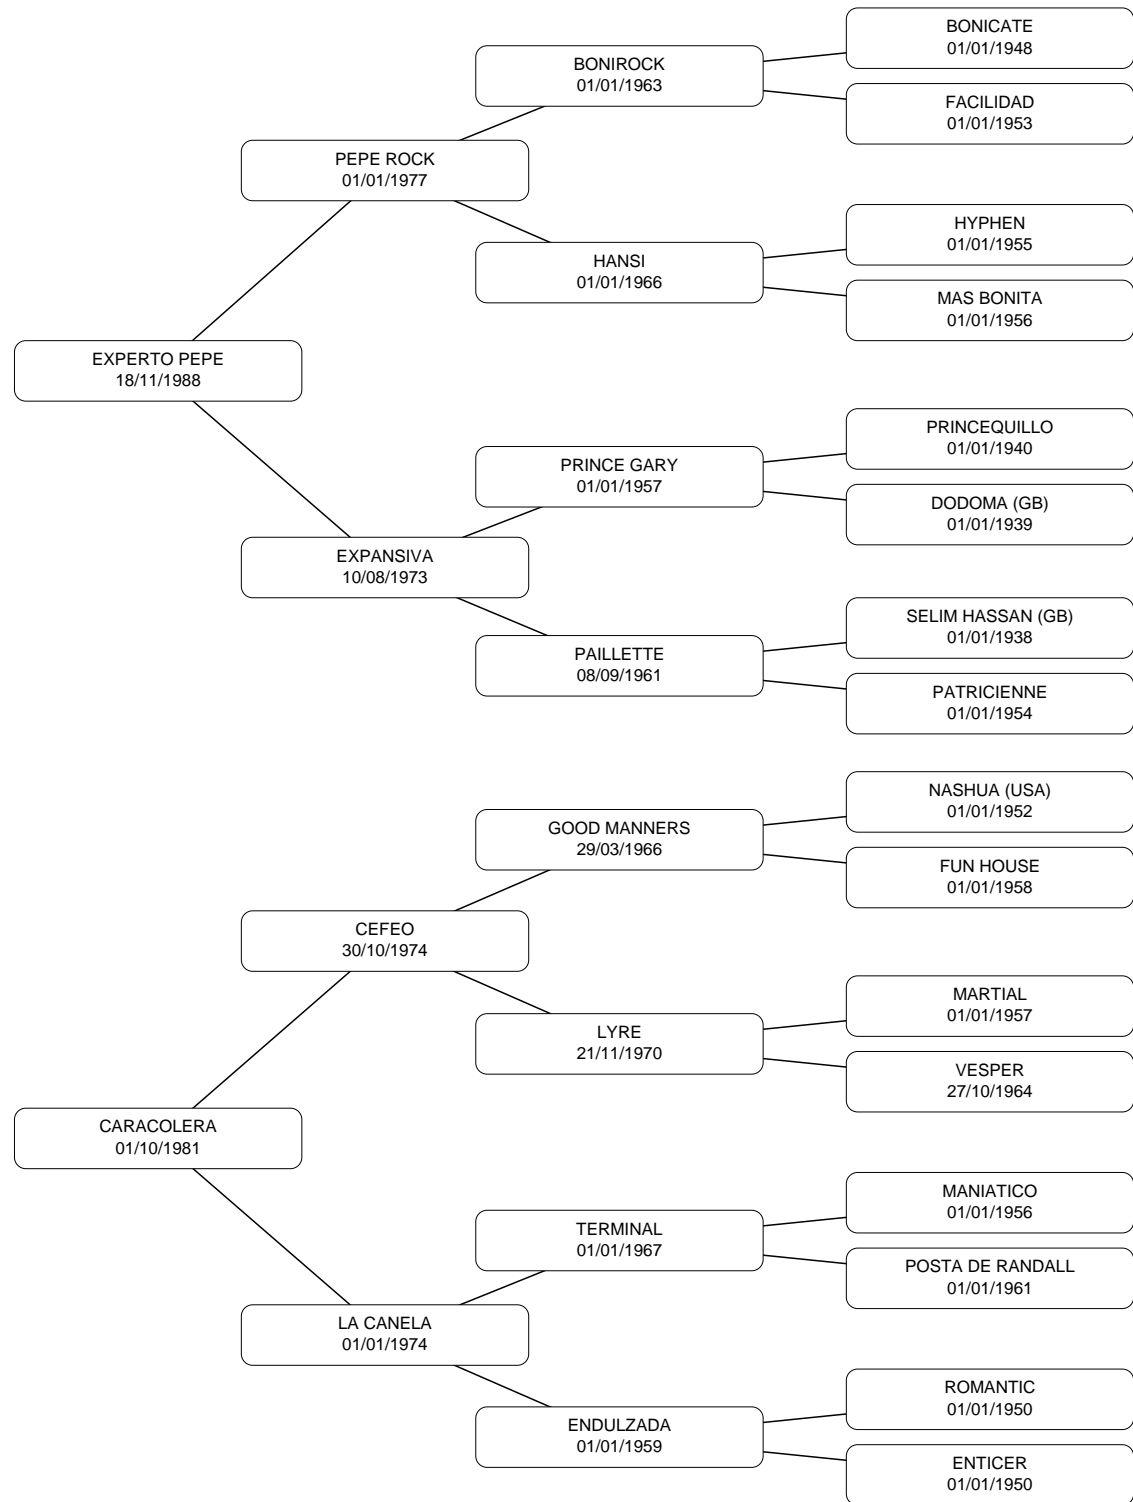 BONICATE
01/01/1948
BONIROCK
01/01/1963
FACILIDAD
01/01/1953
PEPE ROCK
01/01/1977
HYPHEN
01/01/1955
HANSI
01/01/1966
MAS BONITA
01/01/1956
EXPERTO PEPE
18/11/1988
PRINCEQUILLO
01/01/1940
PRINCE GARY
01/01/1957
DODOMA (GB)
01/01/1939
EXPANSIVA
10/08/1973
SELIM HASSAN (GB)
01/01/1938
PAILLETTE
08/09/1961
PATRICIENNE
01/01/1954
NASHUA (USA)
01/01/1952
GOOD MANNERS
29/03/1966
FUN HOUSE
01/01/1958
CEFEO
30/10/1974
MARTIAL
01/01/1957
LYRE
21/11/1970
VESPER
27/10/1964
CARACOLERA
01/10/1981
MANIATICO
01/01/1956
TERMINAL
01/01/1967
POSTA DE RANDALL
01/01/1961
LA CANELA
01/01/1974
ROMANTIC
01/01/1950
ENDULZADA
01/01/1959
ENTICER
01/01/1950